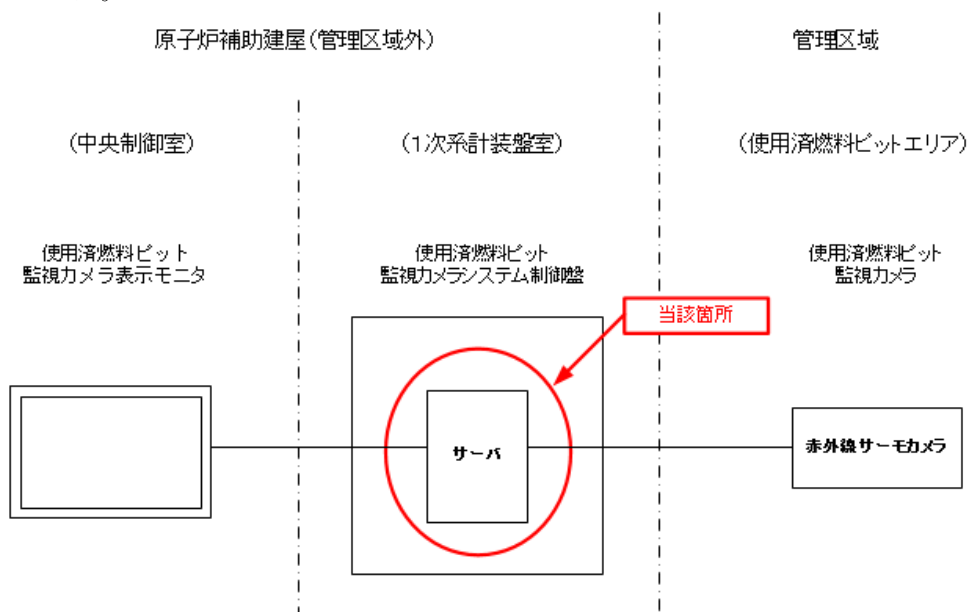 原子炉補助建屋(管理区域外)
管理区域
(中央制御室)
(1次系計装盤室)
(使用済燃料ピットエリア)
使用済燃料ピット
監視カメラ表示モニタ
使用済燃料ピット
監視カメラシステム制御盤
使用済燃料ピット
監視カメラ
当該箇所
サーバ
赤外線サーモカメラ